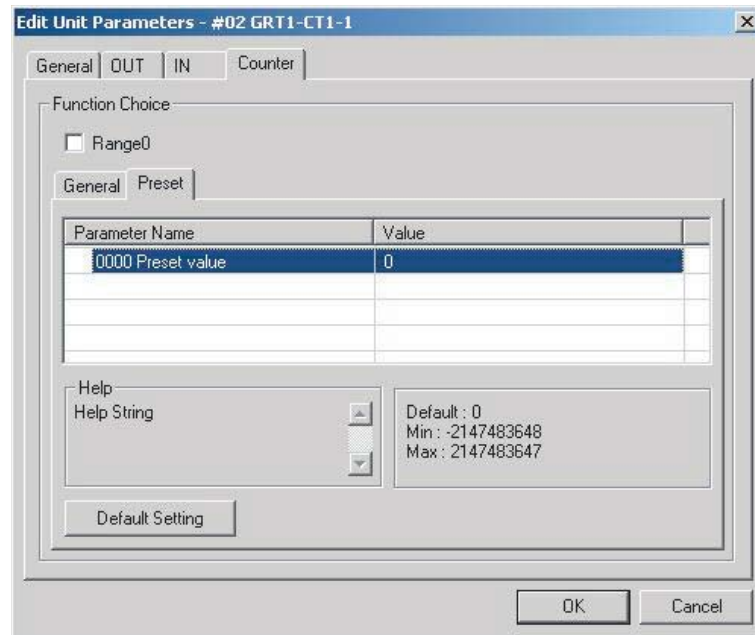 Edit Unit Parameters - #02 GRT1-CT1-1
General OUT IN Counter
Function Choice
Range0
General Preset
Parameter Name Value
0000 Preset value 0
Help
Help String
Default : 0
Min : -2147483648
Max : 2147483647
Default Setting
OK Cancel